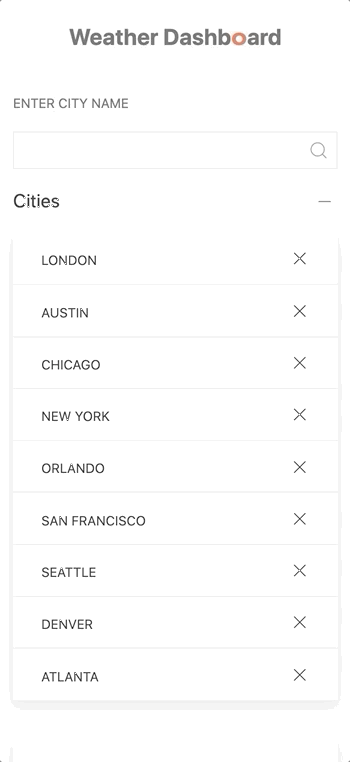 Weather Dashboard
ENTER CITY NAME
Cities
LONDON
AUSTIN
CHICAGO
NEW YORK
ORLANDO
SAN FRANCISCO
SEATTLE
DENVER
ATLANTA